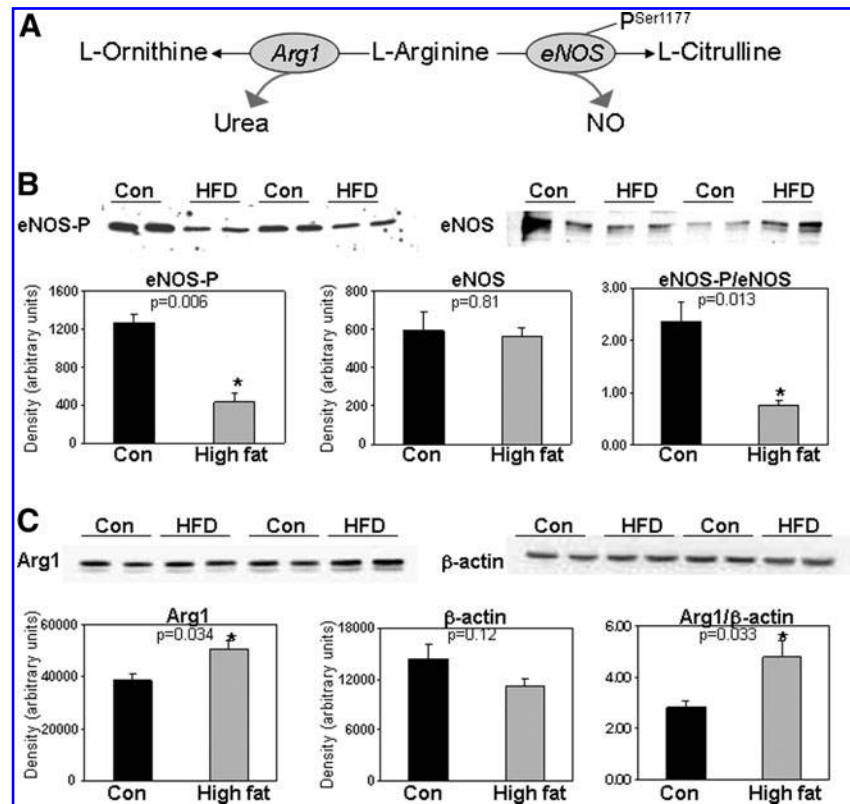 A
PSer1177
L-Ornithine Arg1 L-Arginine eNOS L-Citrulline
Urea NO
B
Con HFD Con HFD
eNOS-P
Con HFD Con HFD
eNOS
eNOS-P
p=0.006
Density (arbitrary units)
1600
1200
800
400
0
*
Con High fat
eNOS
p=0.81
Density (arbitrary units)
800
600
400
200
0
Con High fat
eNOS-P/eNOS
p=0.013
3.00
2.00
1.00
0.00
*
Con High fat
C
Con HFD Con HFD
Arg1
Con HFD Con HFD
β-actin
Arg1
p=0.034
Density (arbitrary units)
60000
40000
20000
0
*
Con High fat
β-actin
p=0.12
Density (arbitrary units)
18000
12000
6000
0
Con High fat
Arg1/β-actin
p=0.033
6.00
4.00
2.00
0.00
*
Con High fat